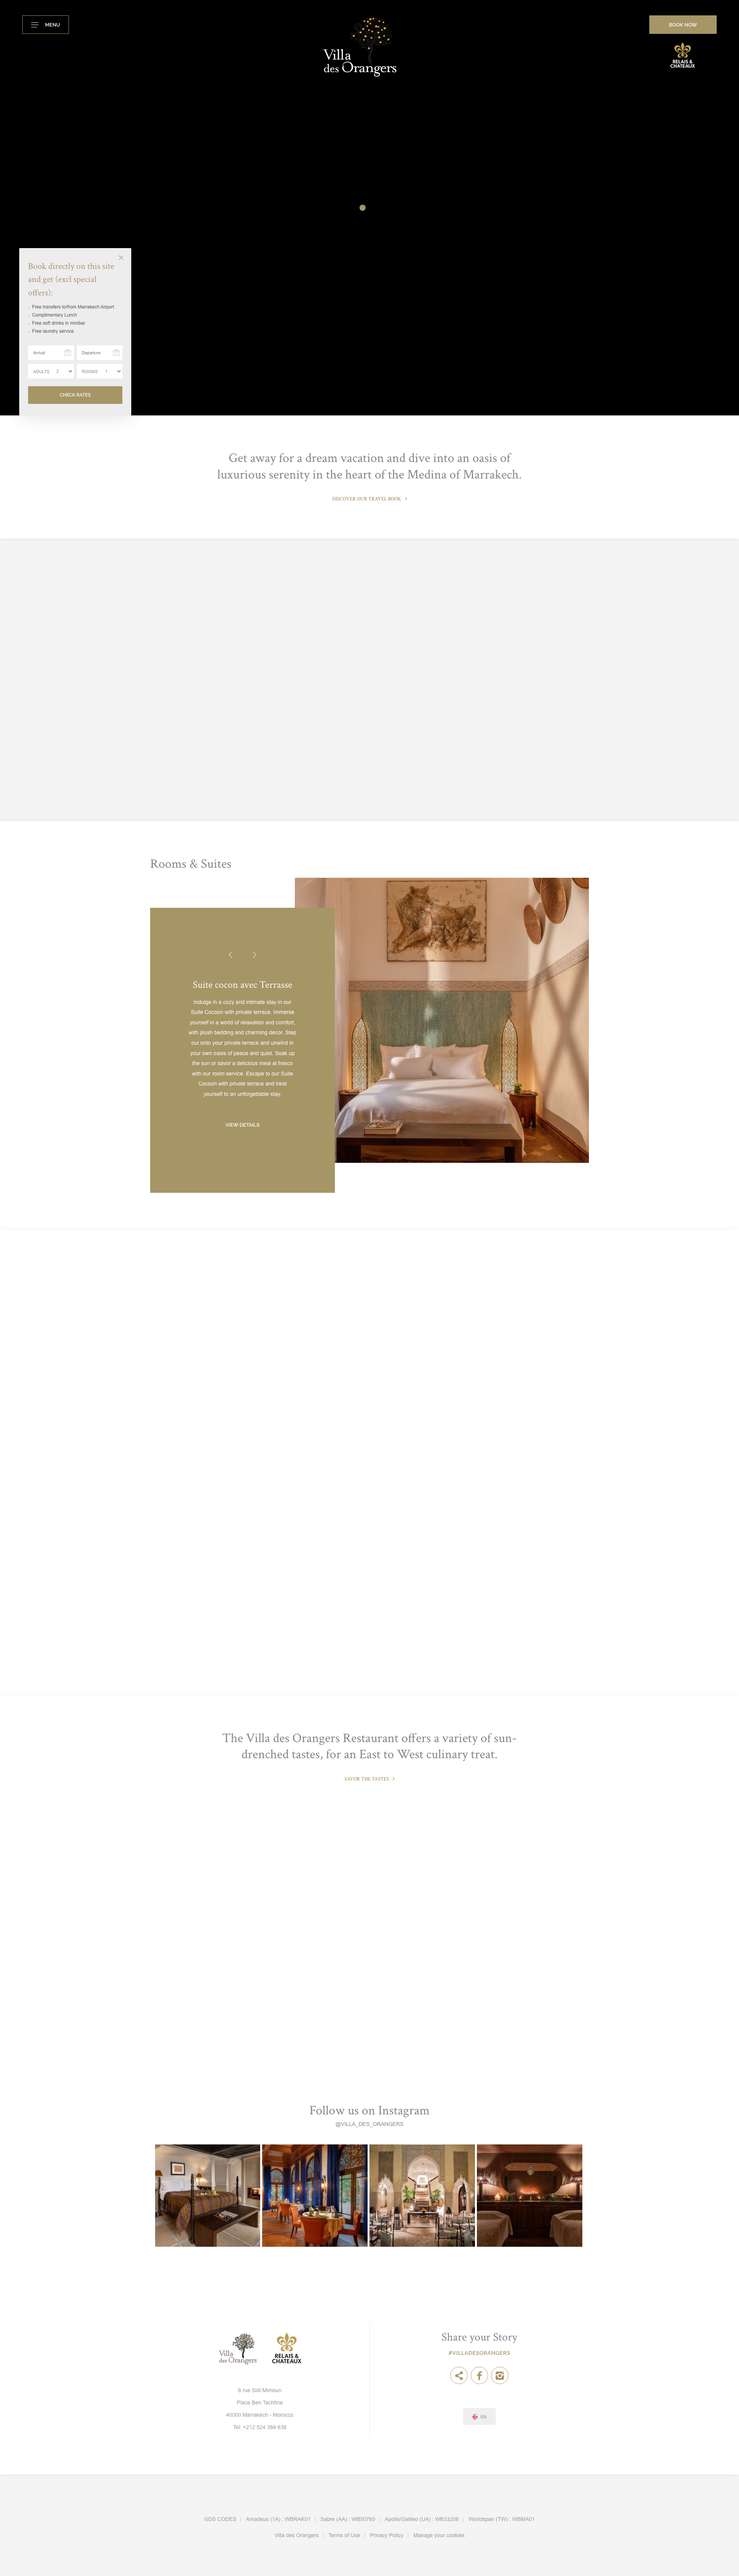 MENU
Villa
des Orangers
BOOK NOW
RELAIS &
CHATEAUX
Book directly on this site
and get (excl special
offers):
Free transfers to/from Marrakech Airport
Complimentary Lunch
Free soft drinks in minibar
Free laundry service
Arrival
Departure
ADULTS 2
ROOMS 1
CHECK RATES
Get away for a dream vacation and dive into an oasis of
luxurious serenity in the heart of the Medina of Marrakech.
DISCOVER OUR TRAVEL BOOK
Rooms & Suites
Suite cocon avec Terrasse
Indulge in a cozy and intimate stay in our
Suite Cocoon with private terrace. Immerse
yourself in a world of relaxation and comfort,
with plush bedding and charming decor. Step
out onto your private terrace and unwind in
your own oasis of peace and quiet. Soak up
the sun or savor a delicious meal al fresco
with our room service. Escape to our Suite
Cocoon with private terrace and treat
yourself to an unforgettable stay.
VIEW DETAILS
The Villa des Orangers Restaurant offers a variety of sun-
drenched tastes, for an East to West culinary treat.
SAVOR THE TASTES
Follow us on Instagram
@VILLA_DES_ORANGERS
Villa
des Orangers
RELAIS &
CHATEAUX
6 rue Sidi Mimoun
Place Ben Tachfine
40000 Marrakech - Morocco
Tel: +212 524 384 638
Share your Story
#VILLADESORANGERS
EN
GDS CODES | Amadeus (1A) : WBRAK01 | Sabre (AA) : WB50760 | Apollo/Galileo (UA) : WB33208 | Worldspan (TW) : WBMA01
Villa des Orangers | Terms of Use | Privacy Policy | Manage your cookies